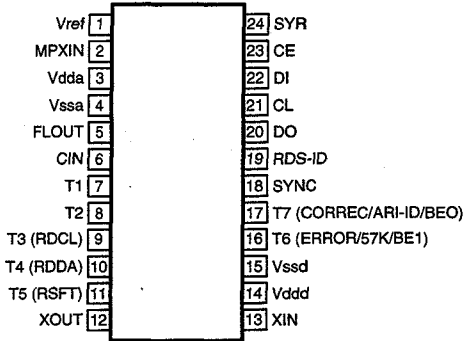 Vref 1
MPXIN 2
Vdda 3
Vssa 4
FLOUT 5
CIN 6
T1 7
T2 8
T3 (RDCL) 9
T4 (RDDA) 10
T5 (RSFT) 11
XOUT 12
24 SYR
23 CE
22 DI
21 CL
20 DO
19 RDS-ID
18 SYNC
17 T7 (CORREC/ARI-ID/BEO)
16 T6 (ERROR/57K/BE1)
15 Vssd
14 Vddd
13 XIN